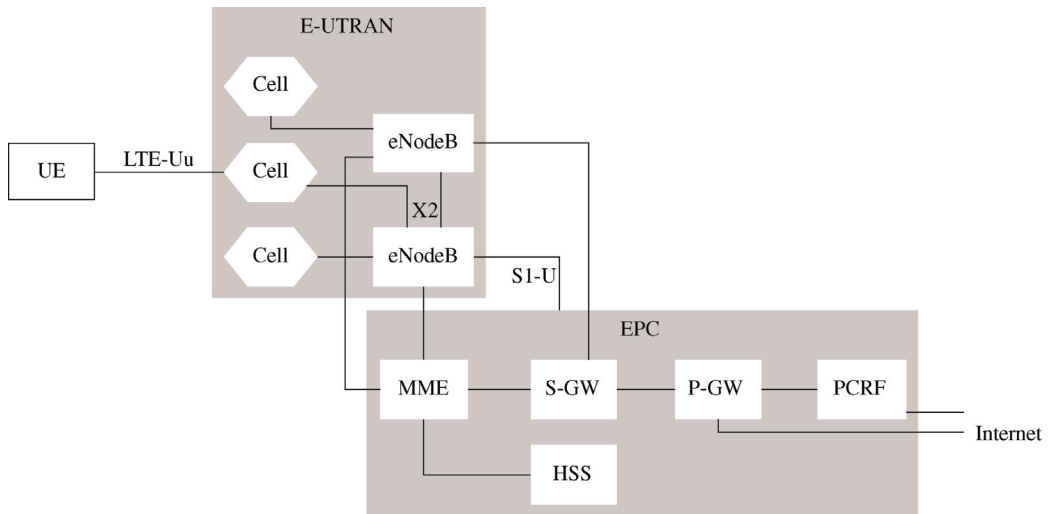 E-UTRAN
Cell
eNodeB
UE
LTE-Uu
Cell
X2
Cell
eNodeB
S1-U
EPC
MME
S-GW
P-GW
PCRF
Internet
HSS